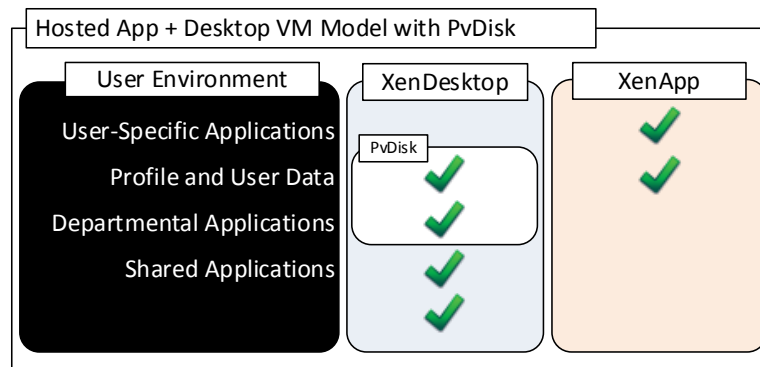 Hosted App + Desktop VM Model with PvDisk
User Environment
XenDesktop
XenApp
User-Specific Applications
PvDisk
Profile and User Data
Departmental Applications
Shared Applications